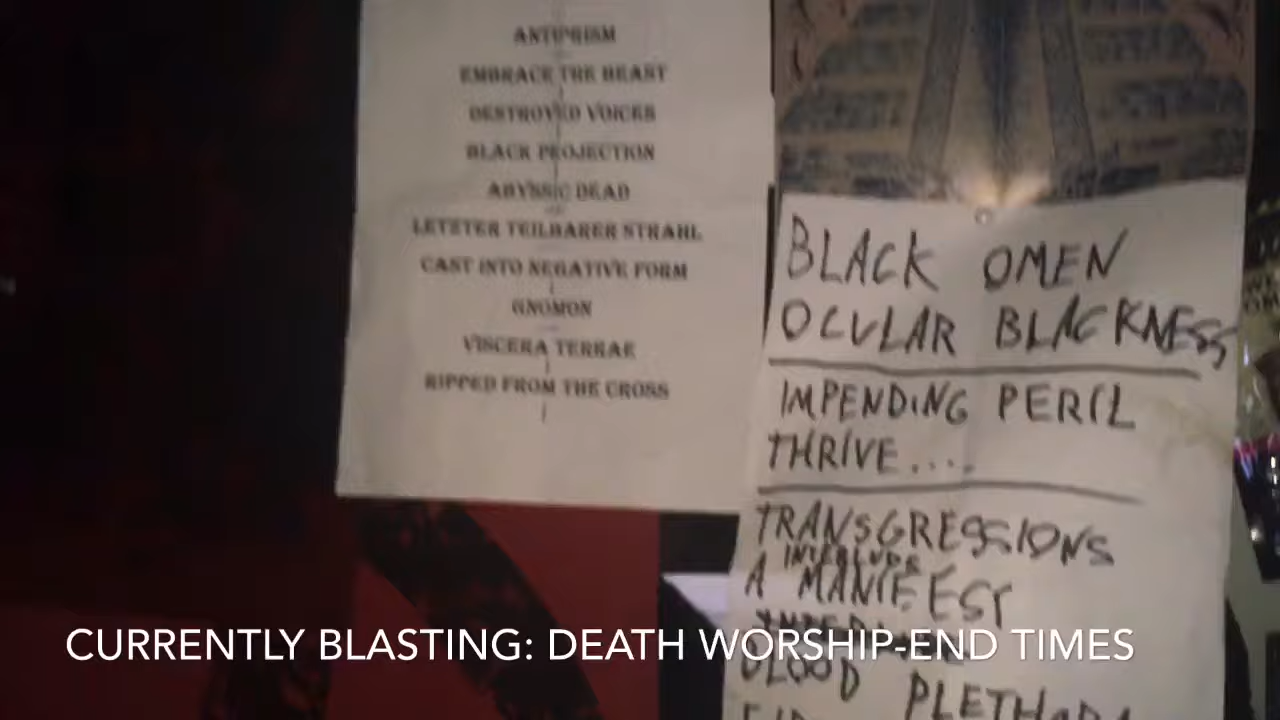 ANTIPRISM
EMBRACE THE BEAST
DESTROYED VOICES
BLACK PROJECTION
ABYSSIC DEAD
LETZTER TEILBARER STRAHL
CAST INTO NEGATIVE FORM
GNOMON
VISCERA TERRAE
RIPPED FROM THE CROSS
BLACK OMEN
OCULAR BLACKNESS
IMPENDING PERIL
THRIVE....
TRANSGRESSIONS
INTERLUDE
A MANIFEST
BLOOD PLETHORA
CURRENTLY BLASTING: DEATH WORSHIP-END TIMES